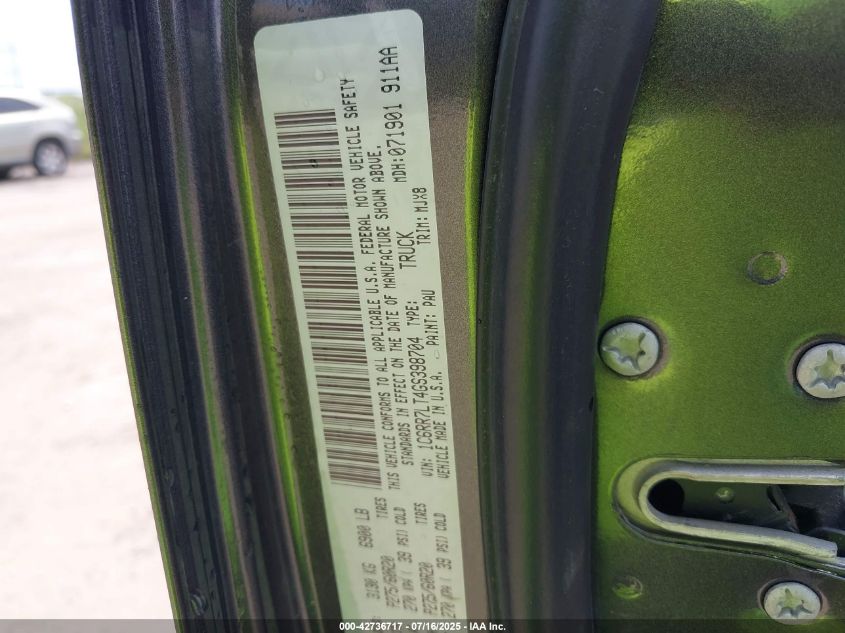 3130 KG 6900 LB
P275/60R20 TIRES
270 KPA ( 39 PSI) COLD
P275/60R20 TIRES
270 KPA ( 39 PSI) COLD
THIS VEHICLE CONFORMS TO ALL APPLICABLE U.S.A. FEDERAL MOTOR VEHICLE SAFETY
STANDARDS IN EFFECT ON THE DATE OF MANUFACTURE SHOWN ABOVE.
MDH:071901 911AA
VIN: 1C6RR7LT4GS398704 TYPE: TRUCK
VEHICLE MADE IN U.S.A. PAINT: PAU TRIM: MJX8
000-42736717 - 07/16/2025 - IAA Holdings, LLC.